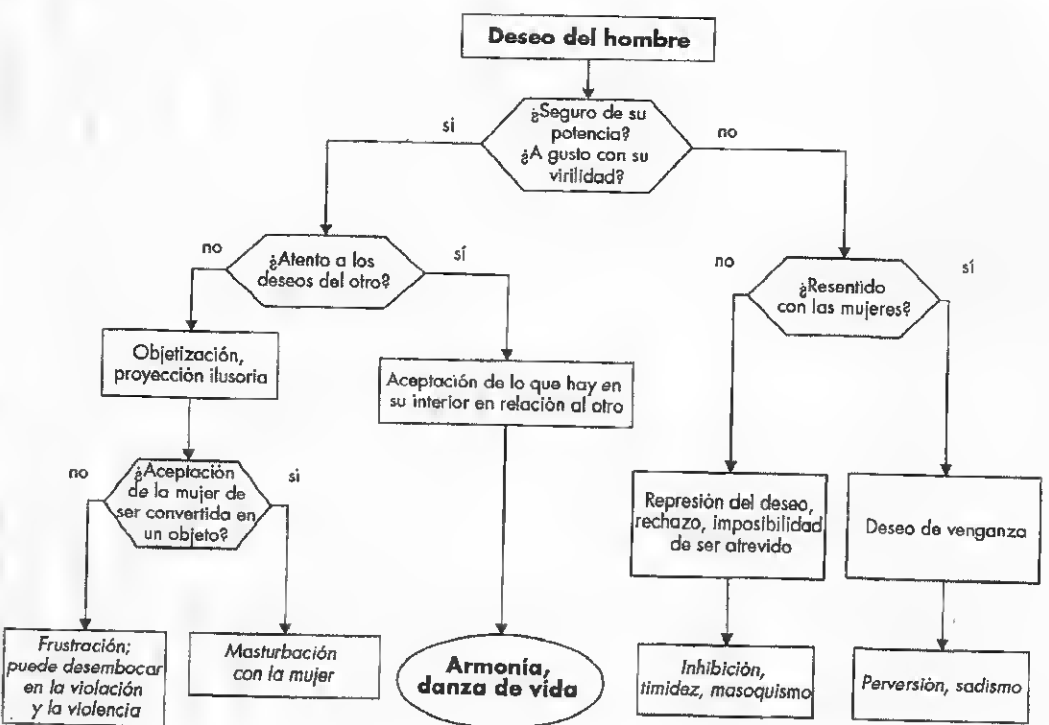 Deseo del hombre
¿Seguro de su
potencia?
¿A gusto con su
virilidad?
si
no
¿Atento a los
deseos del otro?
no
sí
¿Resentido
con las mujeres?
no
sí
Objetización,
proyección ilusoria
Aceptación de lo que hay en
su interior en relación al otro
¿Aceptación
de la mujer de
ser convertida en
un objeto?
no
si
Represión del deseo,
rechazo, imposibilidad
de ser atrevido
Deseo de venganza
Frustración;
puede desembocar
en la violación
y la violencia
Masturbación
con la mujer
Armonía,
danza de vida
Inhibición,
timidez, masoquismo
Perversión, sadismo